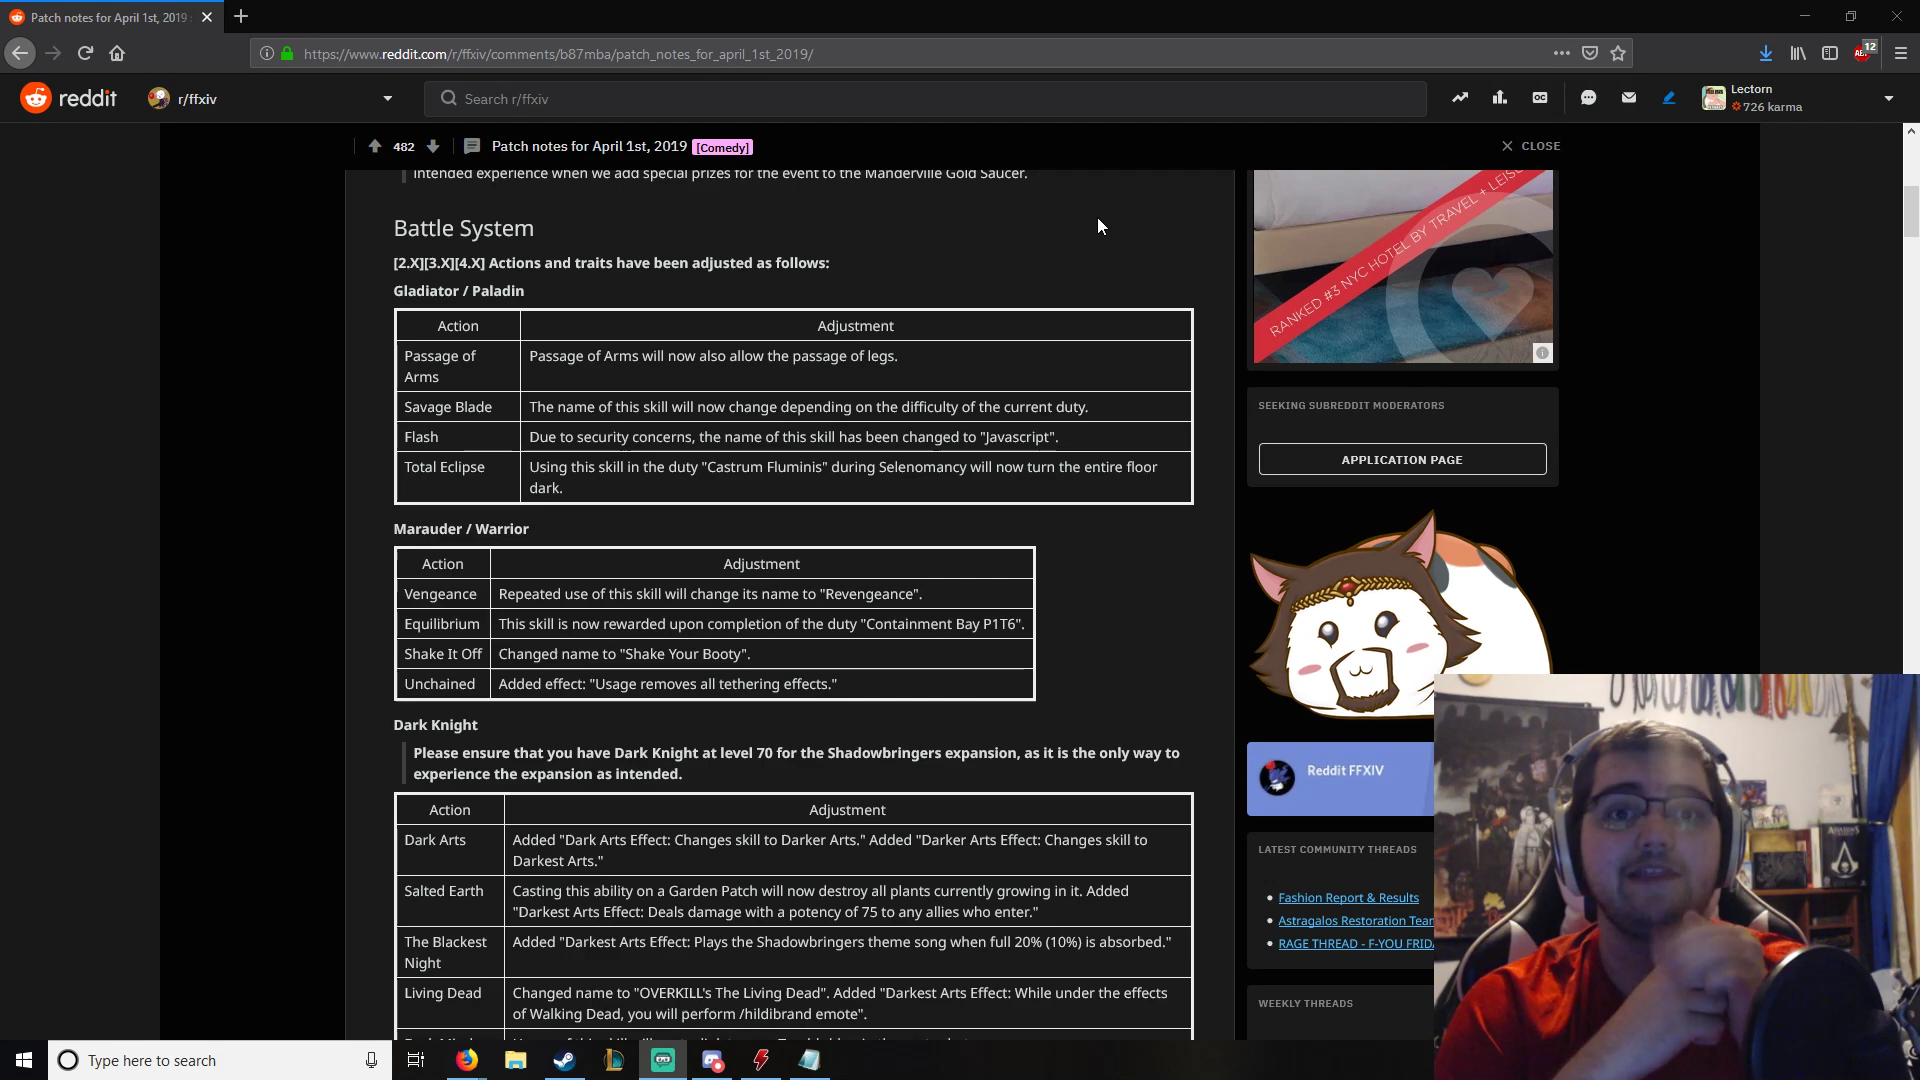 Patch notes for April 1st, 2019
https://www.reddit.com/r/ffxiv/comments/b87mba/patch_notes_for_april_1st_2019/
12
reddit
r/ffxiv
Search r/ffxiv
Lectorn
726 karma
482
Patch notes for April 1st, 2019 [Comedy]
CLOSE
intended experience when we add special prizes for the event to the Manderville Gold Saucer.
Battle System
[2.X][3.X][4.X] Actions and traits have been adjusted as follows:
Gladiator / Paladin
Action Adjustment
Passage of Arms Passage of Arms will now also allow the passage of legs.
Savage Blade The name of this skill will now change depending on the difficulty of the current duty.
Flash Due to security concerns, the name of this skill has been changed to "Javascript".
Total Eclipse Using this skill in the duty "Castrum Fluminis" during Selenomancy will now turn the entire floor
dark.
Marauder / Warrior
Action Adjustment
Vengeance Repeated use of this skill will change its name to "Revengeance".
Equilibrium This skill is now rewarded upon completion of the duty "Containment Bay P1T6".
Shake It Off Changed name to "Shake Your Booty".
Unchained Added effect: "Usage removes all tethering effects."
Dark Knight
Please ensure that you have Dark Knight at level 70 for the Shadowbringers expansion, as it is the only way to
experience the expansion as intended.
Action Adjustment
Dark Arts Added "Dark Arts Effect: Changes skill to Darker Arts." Added "Darker Arts Effect: Changes skill to
Darkest Arts."
Salted Earth Casting this ability on a Garden Patch will now destroy all plants currently growing in it. Added
"Darkest Arts Effect: Deals damage with a potency of 75 to any allies who enter."
The Blackest Night Added "Darkest Arts Effect: Plays the Shadowbringers theme song when full 20% (10%) is absorbed."
Living Dead Changed name to "OVERKILL's The Living Dead". Added "Darkest Arts Effect: While under the effects
of Walking Dead, you will perform /hildibrand emote".
RANKED #3 NYC HOTEL BY TRAVEL + LEIS
SEEKING SUBREDDIT MODERATORS
APPLICATION PAGE
Reddit FFXIV
LATEST COMMUNITY THREADS
Fashion Report & Results
Astragalos Restoration Tear
RAGE THREAD - F-YOU FRID
WEEKLY THREADS
Type here to search